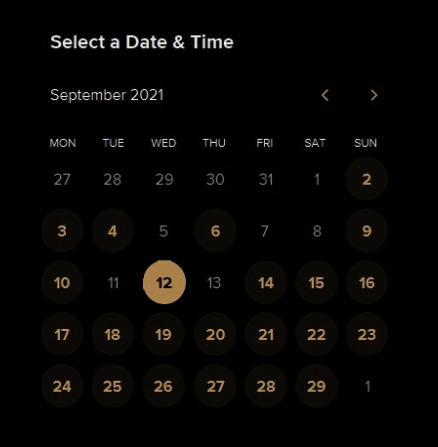 Select a Date & Time
September 2021
MON TUE WED THU FRI SAT SUN
27 28 29 30 31 1 2
3 4 5 6 7 8 9
10 11 12 13 14 15 16
17 18 19 20 21 22 23
24 25 26 27 28 29 1